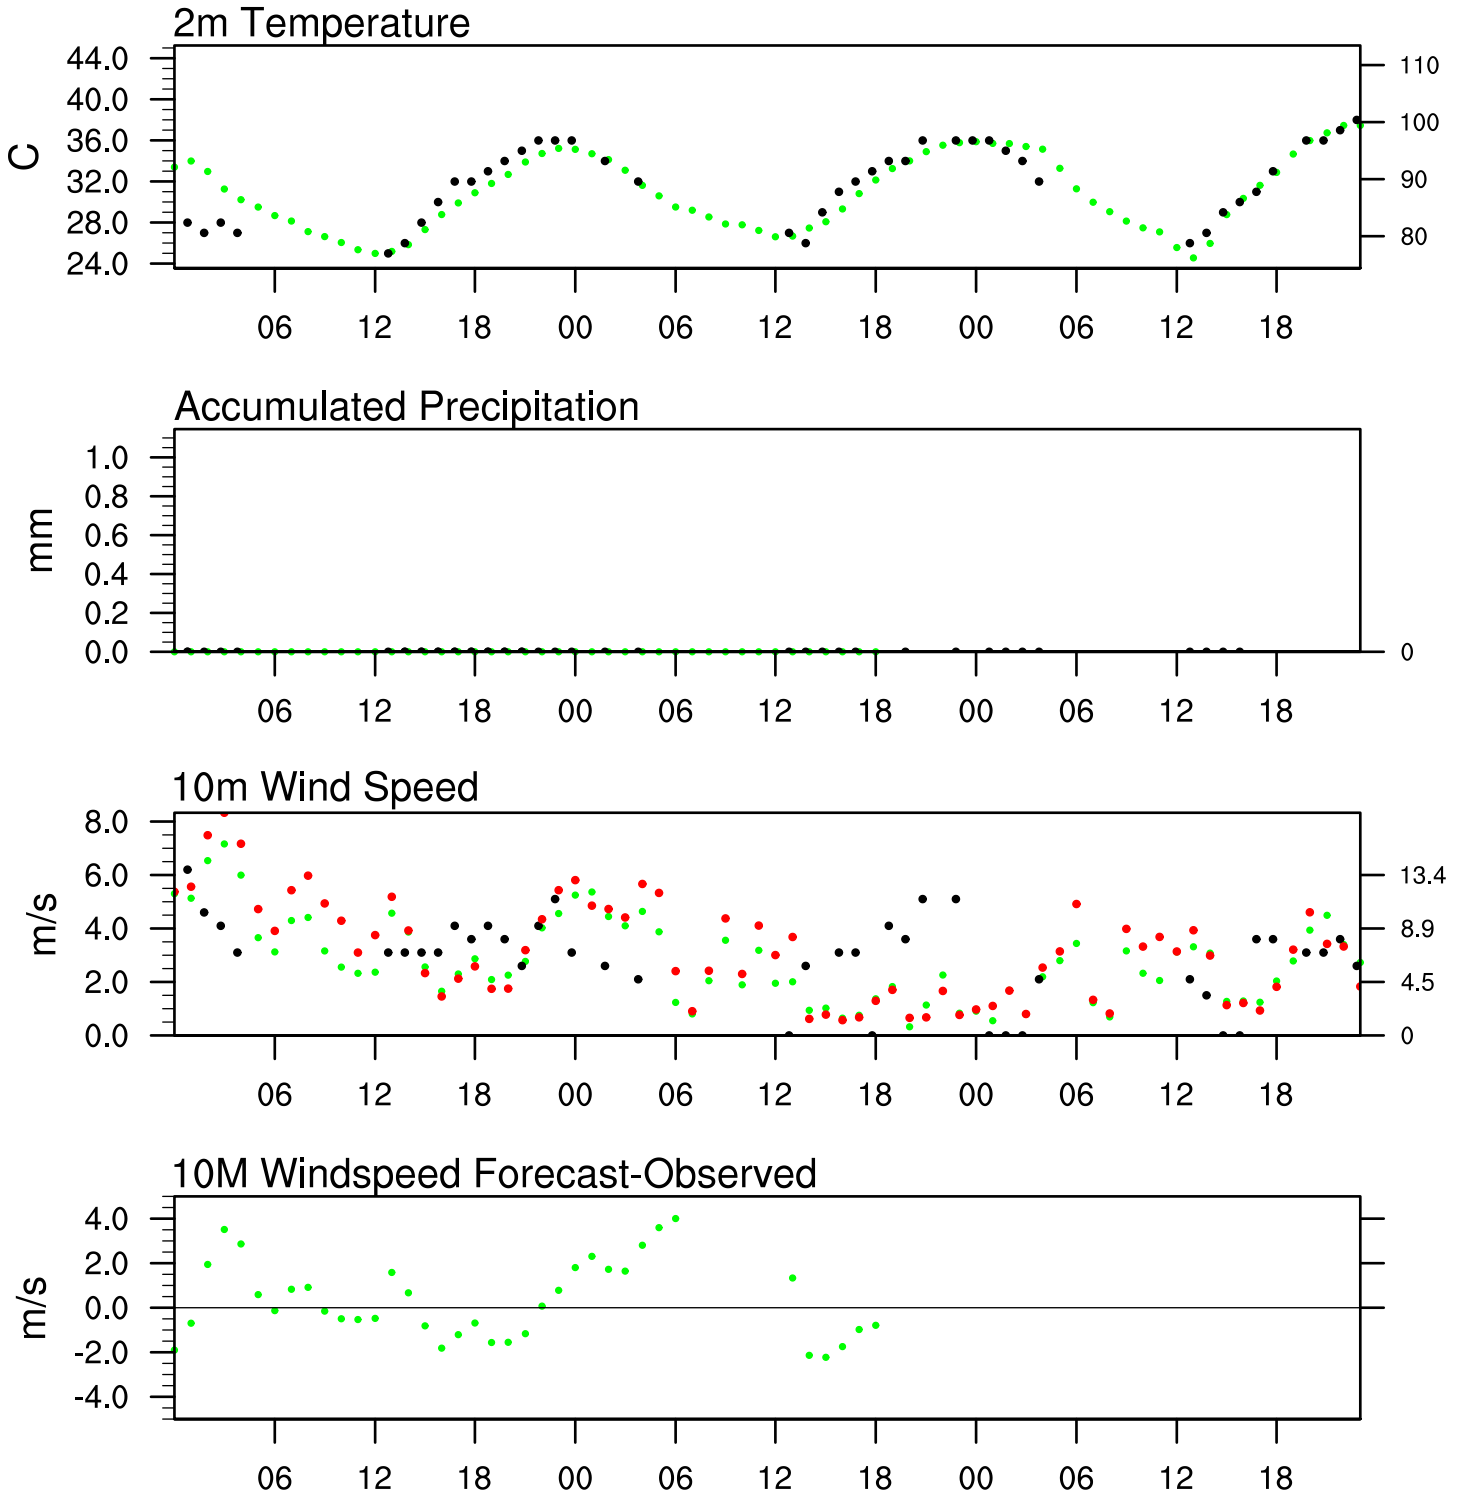 2m Temperature
44.0
110
40.0
100
36.0
C
32.0
90
28.0
80
24.0
06 12 18 00 06 12 18 00 06 12 18
Accumulated Precipitation
1.0
0.8
0.6
mm
0.4
0.2
0.0
0
06 12 18 00 06 12 18 00 06 12 18
10m Wind Speed
8.0
6.0
13.4
m/s
4.0
8.9
2.0
4.5
0.0
0
06 12 18 00 06 12 18 00 06 12 18
10M Windspeed Forecast-Observed
4.0
2.0
m/s
0.0
-2.0
-4.0
06 12 18 00 06 12 18 00 06 12 18